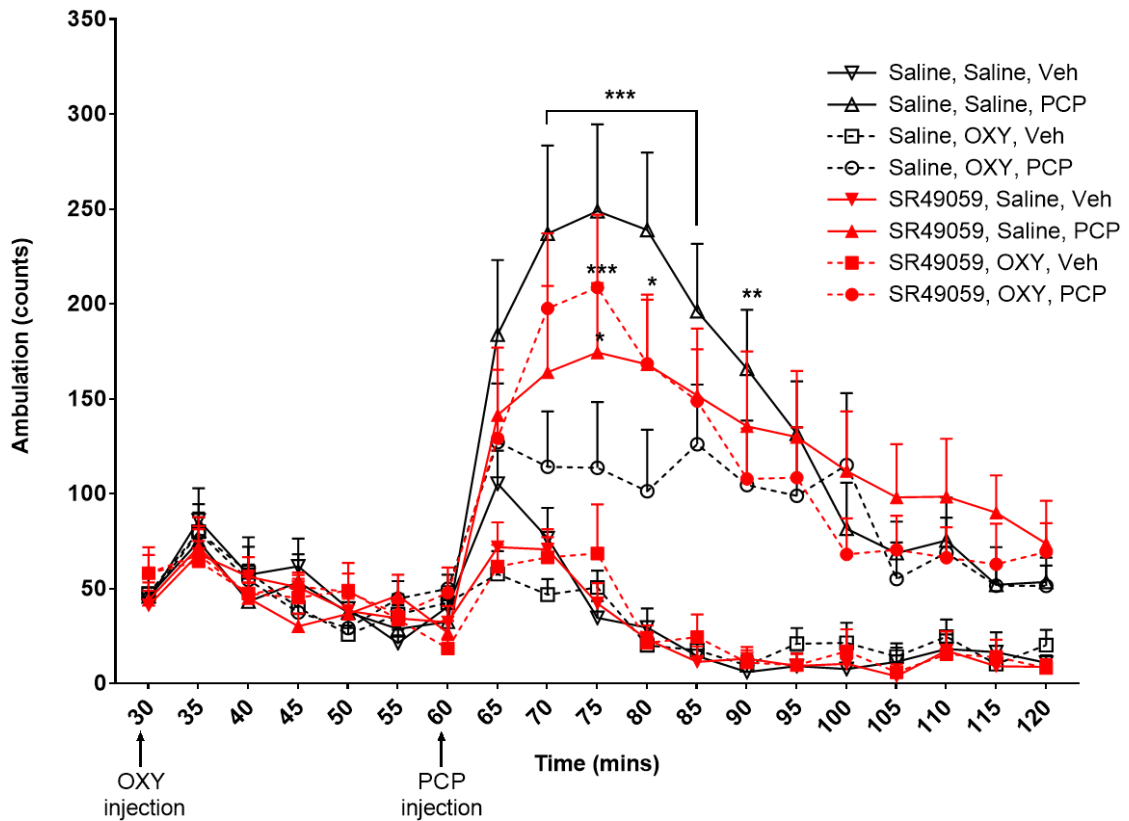 350
300
250
200
150
100
50
0
Ambulation (counts)
Saline, Saline, Veh
Saline, Saline, PCP
Saline, OXY, Veh
Saline, OXY, PCP
SR49059, Saline, Veh
SR49059, Saline, PCP
SR49059, OXY, Veh
SR49059, OXY, PCP
***
***
*
**
*
30 35 40 45 50 55 60 65 70 75 80 85 90 95 100 105 110 115 120
Time (mins)
OXY
injection
PCP
injection